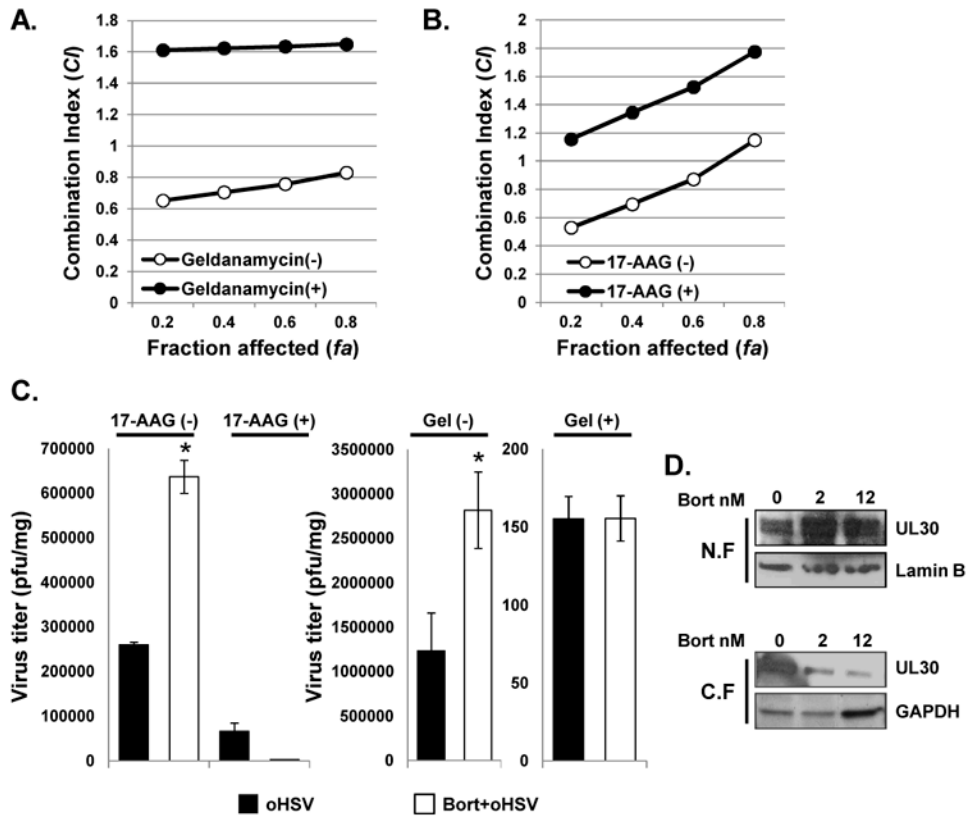 A.
Combination Index (CI)
1.8
1.6
1.4
1.2
1
0.8
0.6
0.4
0.2
0
Geldanamycin(-)
Geldanamycin(+)
0.2 0.4 0.6 0.8
Fraction affected (fa)
B.
Combination Index (CI)
2
1.8
1.6
1.4
1.2
1
0.8
0.6
0.4
0.2
0
17-AAG (-)
17-AAG (+)
0.2 0.4 0.6 0.8
Fraction affected (fa)
C.
17-AAG (-) 17-AAG (+)
Virus titer (pfu/mg)
700000
600000
500000
400000
300000
200000
100000
0
*
Gel (-)
Virus titer (pfu/mg)
3500000
3000000
2500000
2000000
1500000
1000000
500000
0
*
Gel (+)
200
150
100
50
0
oHSV Bort+oHSV
D.
Bort nM 0 2 12
N.F
UL30
Lamin B
Bort nM 0 2 12
C.F
UL30
GAPDH